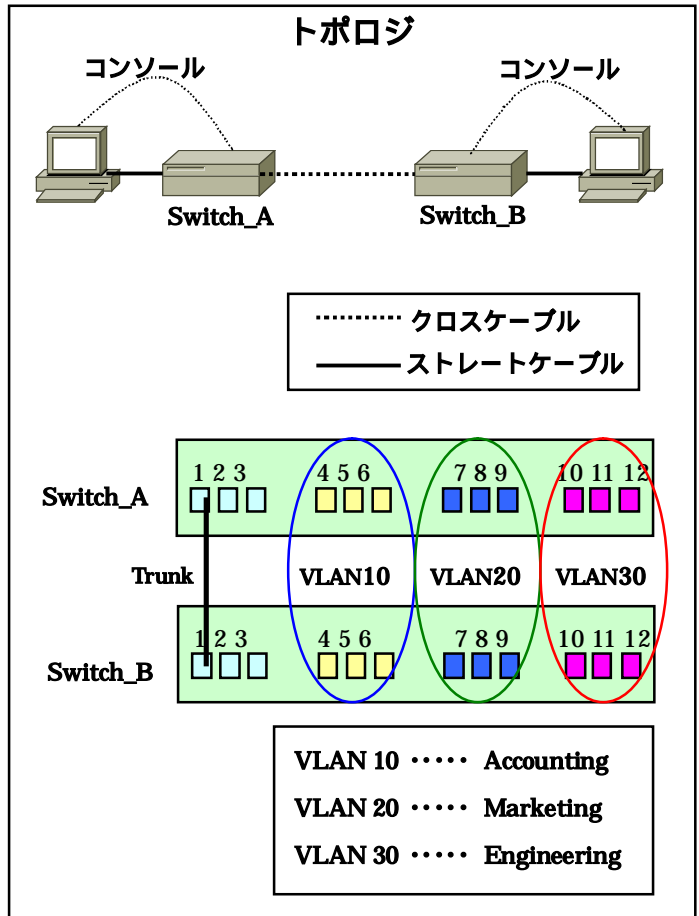 トポロジ
コンソール
コンソール
Switch_A
Switch_B
クロスケーブル
ストレートケーブル
1 2 3 4 5 6 7 8 9 10 11 12
Switch_A
Trunk
VLAN10
VLAN20
VLAN30
1 2 3 4 5 6 7 8 9 10 11 12
Switch_B
VLAN 10 ・・・・・ Accounting
VLAN 20 ・・・・・ Marketing
VLAN 30 ・・・・・ Engineering